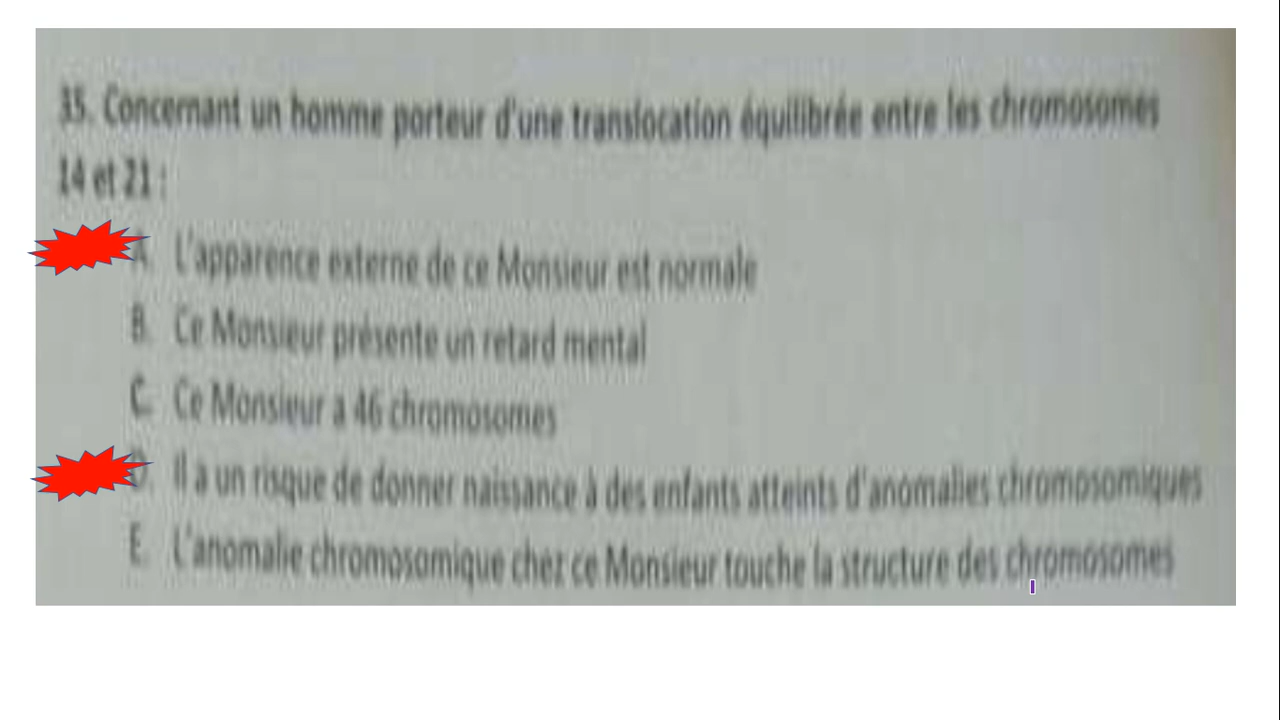 35. Concernant un homme porteur d'une translocation équilibrée entre les chromosomes
14 et 21 :
A. L'apparence externe de ce Monsieur est normale
B. Ce Monsieur présente un retard mental
C. Ce Monsieur a 46 chromosomes
D. Il a un risque de donner naissance à des enfants atteints d'anomalies chromosomiques
E. L'anomalie chromosomique chez ce Monsieur touche la structure des chromosomes